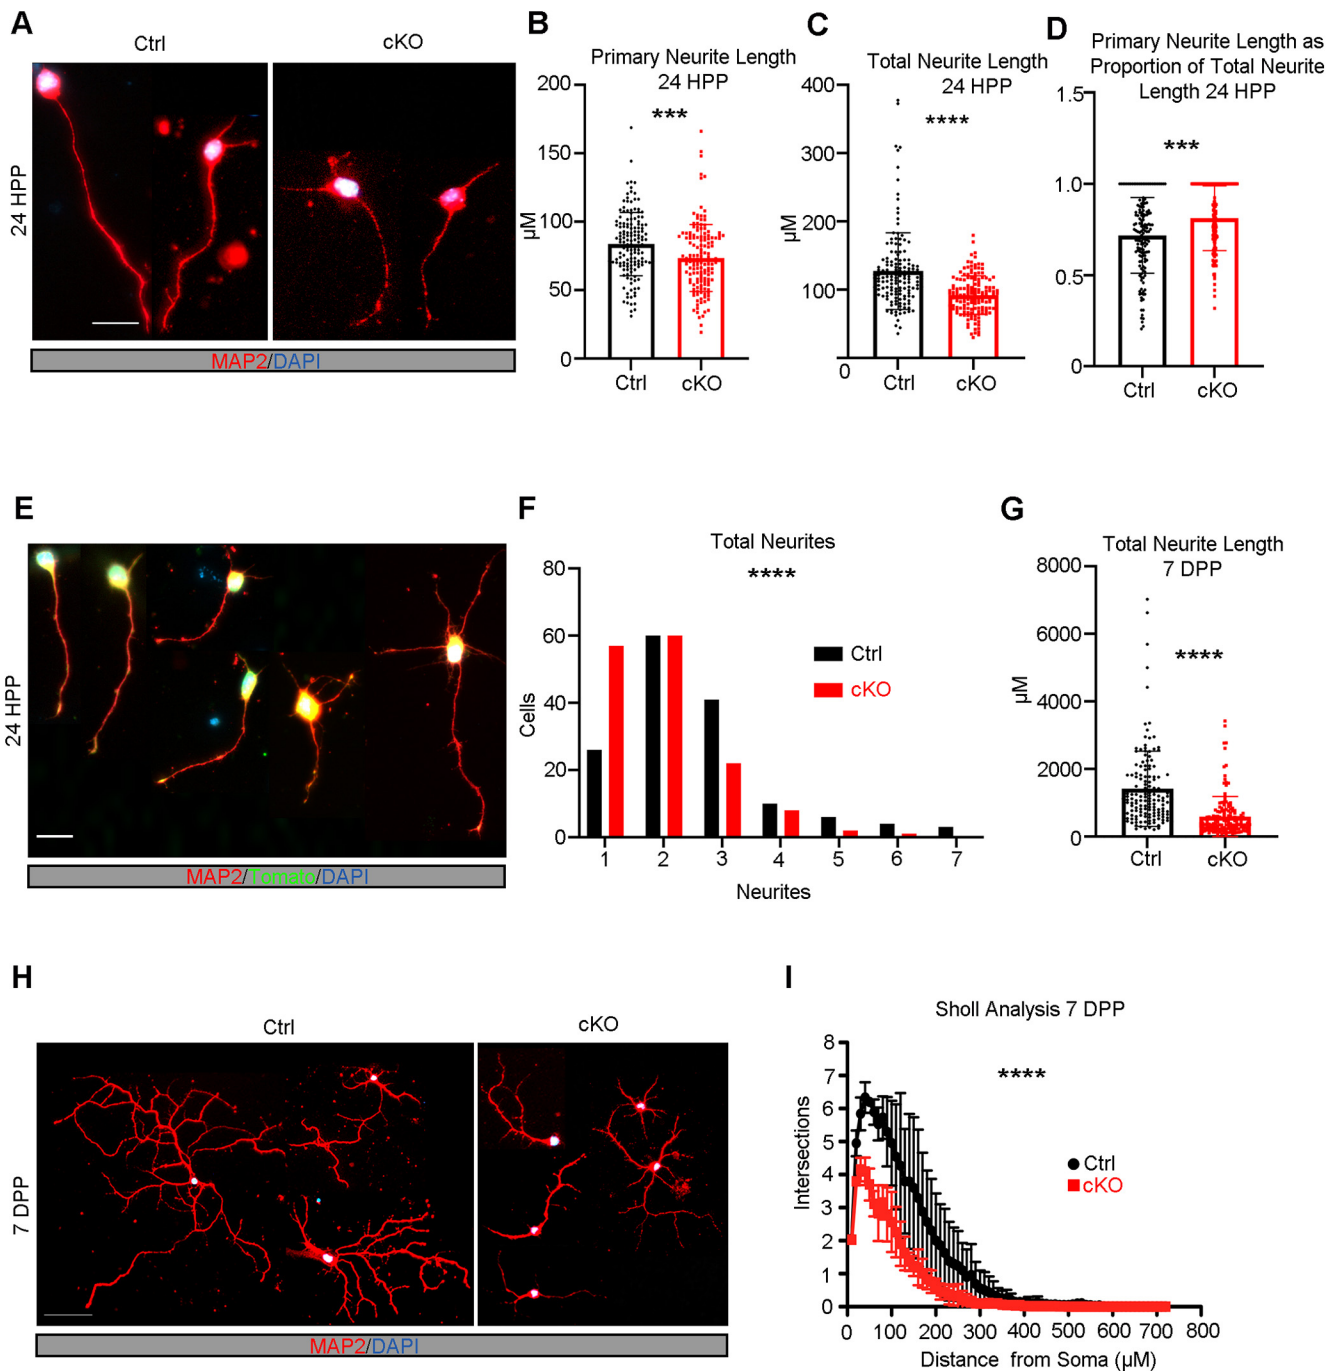 A
Ctrl
cKO
24 HPP
MAP2/DAPI
B
Primary Neurite Length
24 HPP
***
200
150
100
50
0
µM
Ctrl
cKO
C
Total Neurite Length
24 HPP
****
400
300
200
100
0
µM
Ctrl
cKO
D
Primary Neurite Length as
Proportion of Total Neurite
Length 24 HPP
***
1.5
1.0
0.5
0
Ctrl
cKO
E
24 HPP
MAP2/Tomato/DAPI
F
Total Neurites
****
80
60
40
20
0
Cells
Ctrl
cKO
1 2 3 4 5 6 7
Neurites
G
Total Neurite Length
7 DPP
****
8000
6000
4000
2000
0
µM
Ctrl
cKO
H
Ctrl
cKO
7 DPP
MAP2/DAPI
I
Sholl Analysis 7 DPP
****
8
7
6
5
4
3
2
1
0
Intersections
Ctrl
cKO
0 100 200 300 400 500 600 700 800
Distance from Soma (µM)